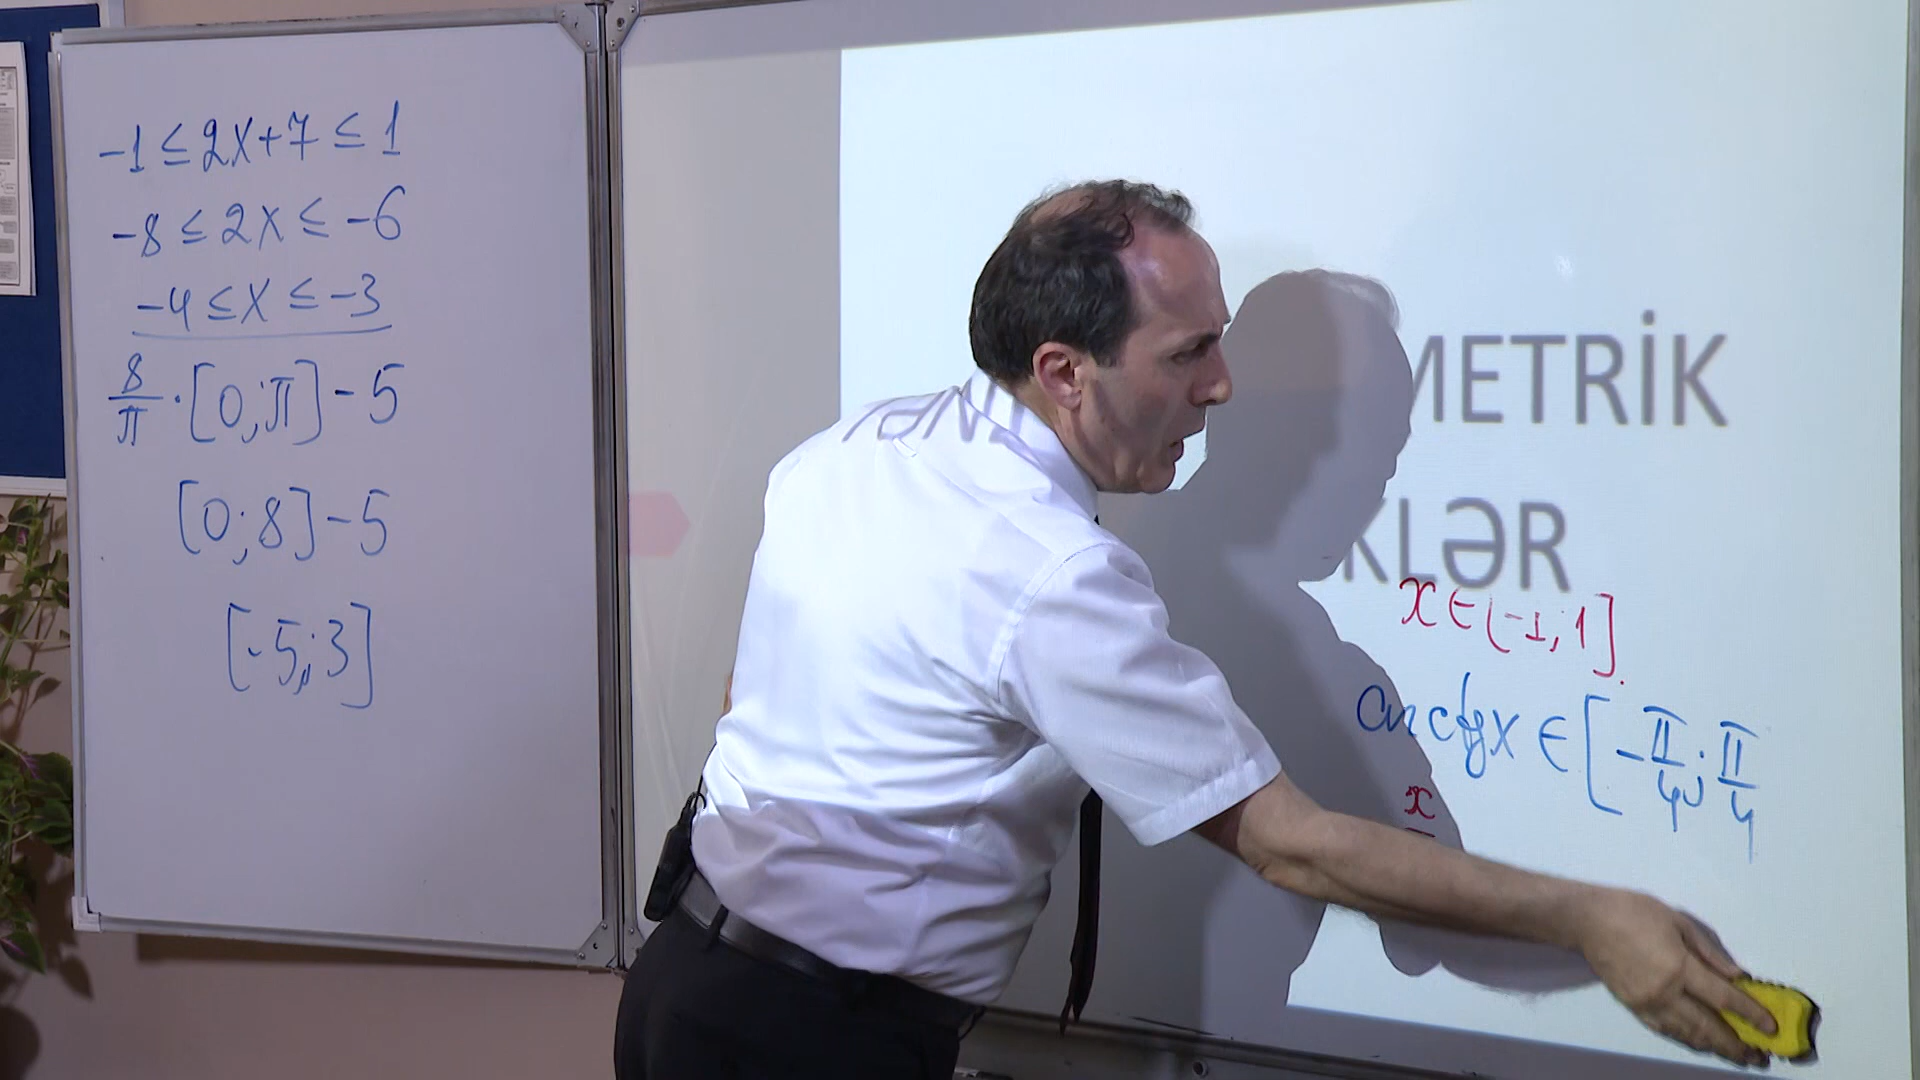 -1 ≤ 2x+7 ≤ 1
-8 ≤ 2x ≤ -6
-4 ≤ x ≤ -3
8/π · [0;π] - 5
[0;8] - 5
[-5;3]
METRİK
KLƏR
x ∈ [-1;1].
arctgx ∈ [-π/4; π/4
x